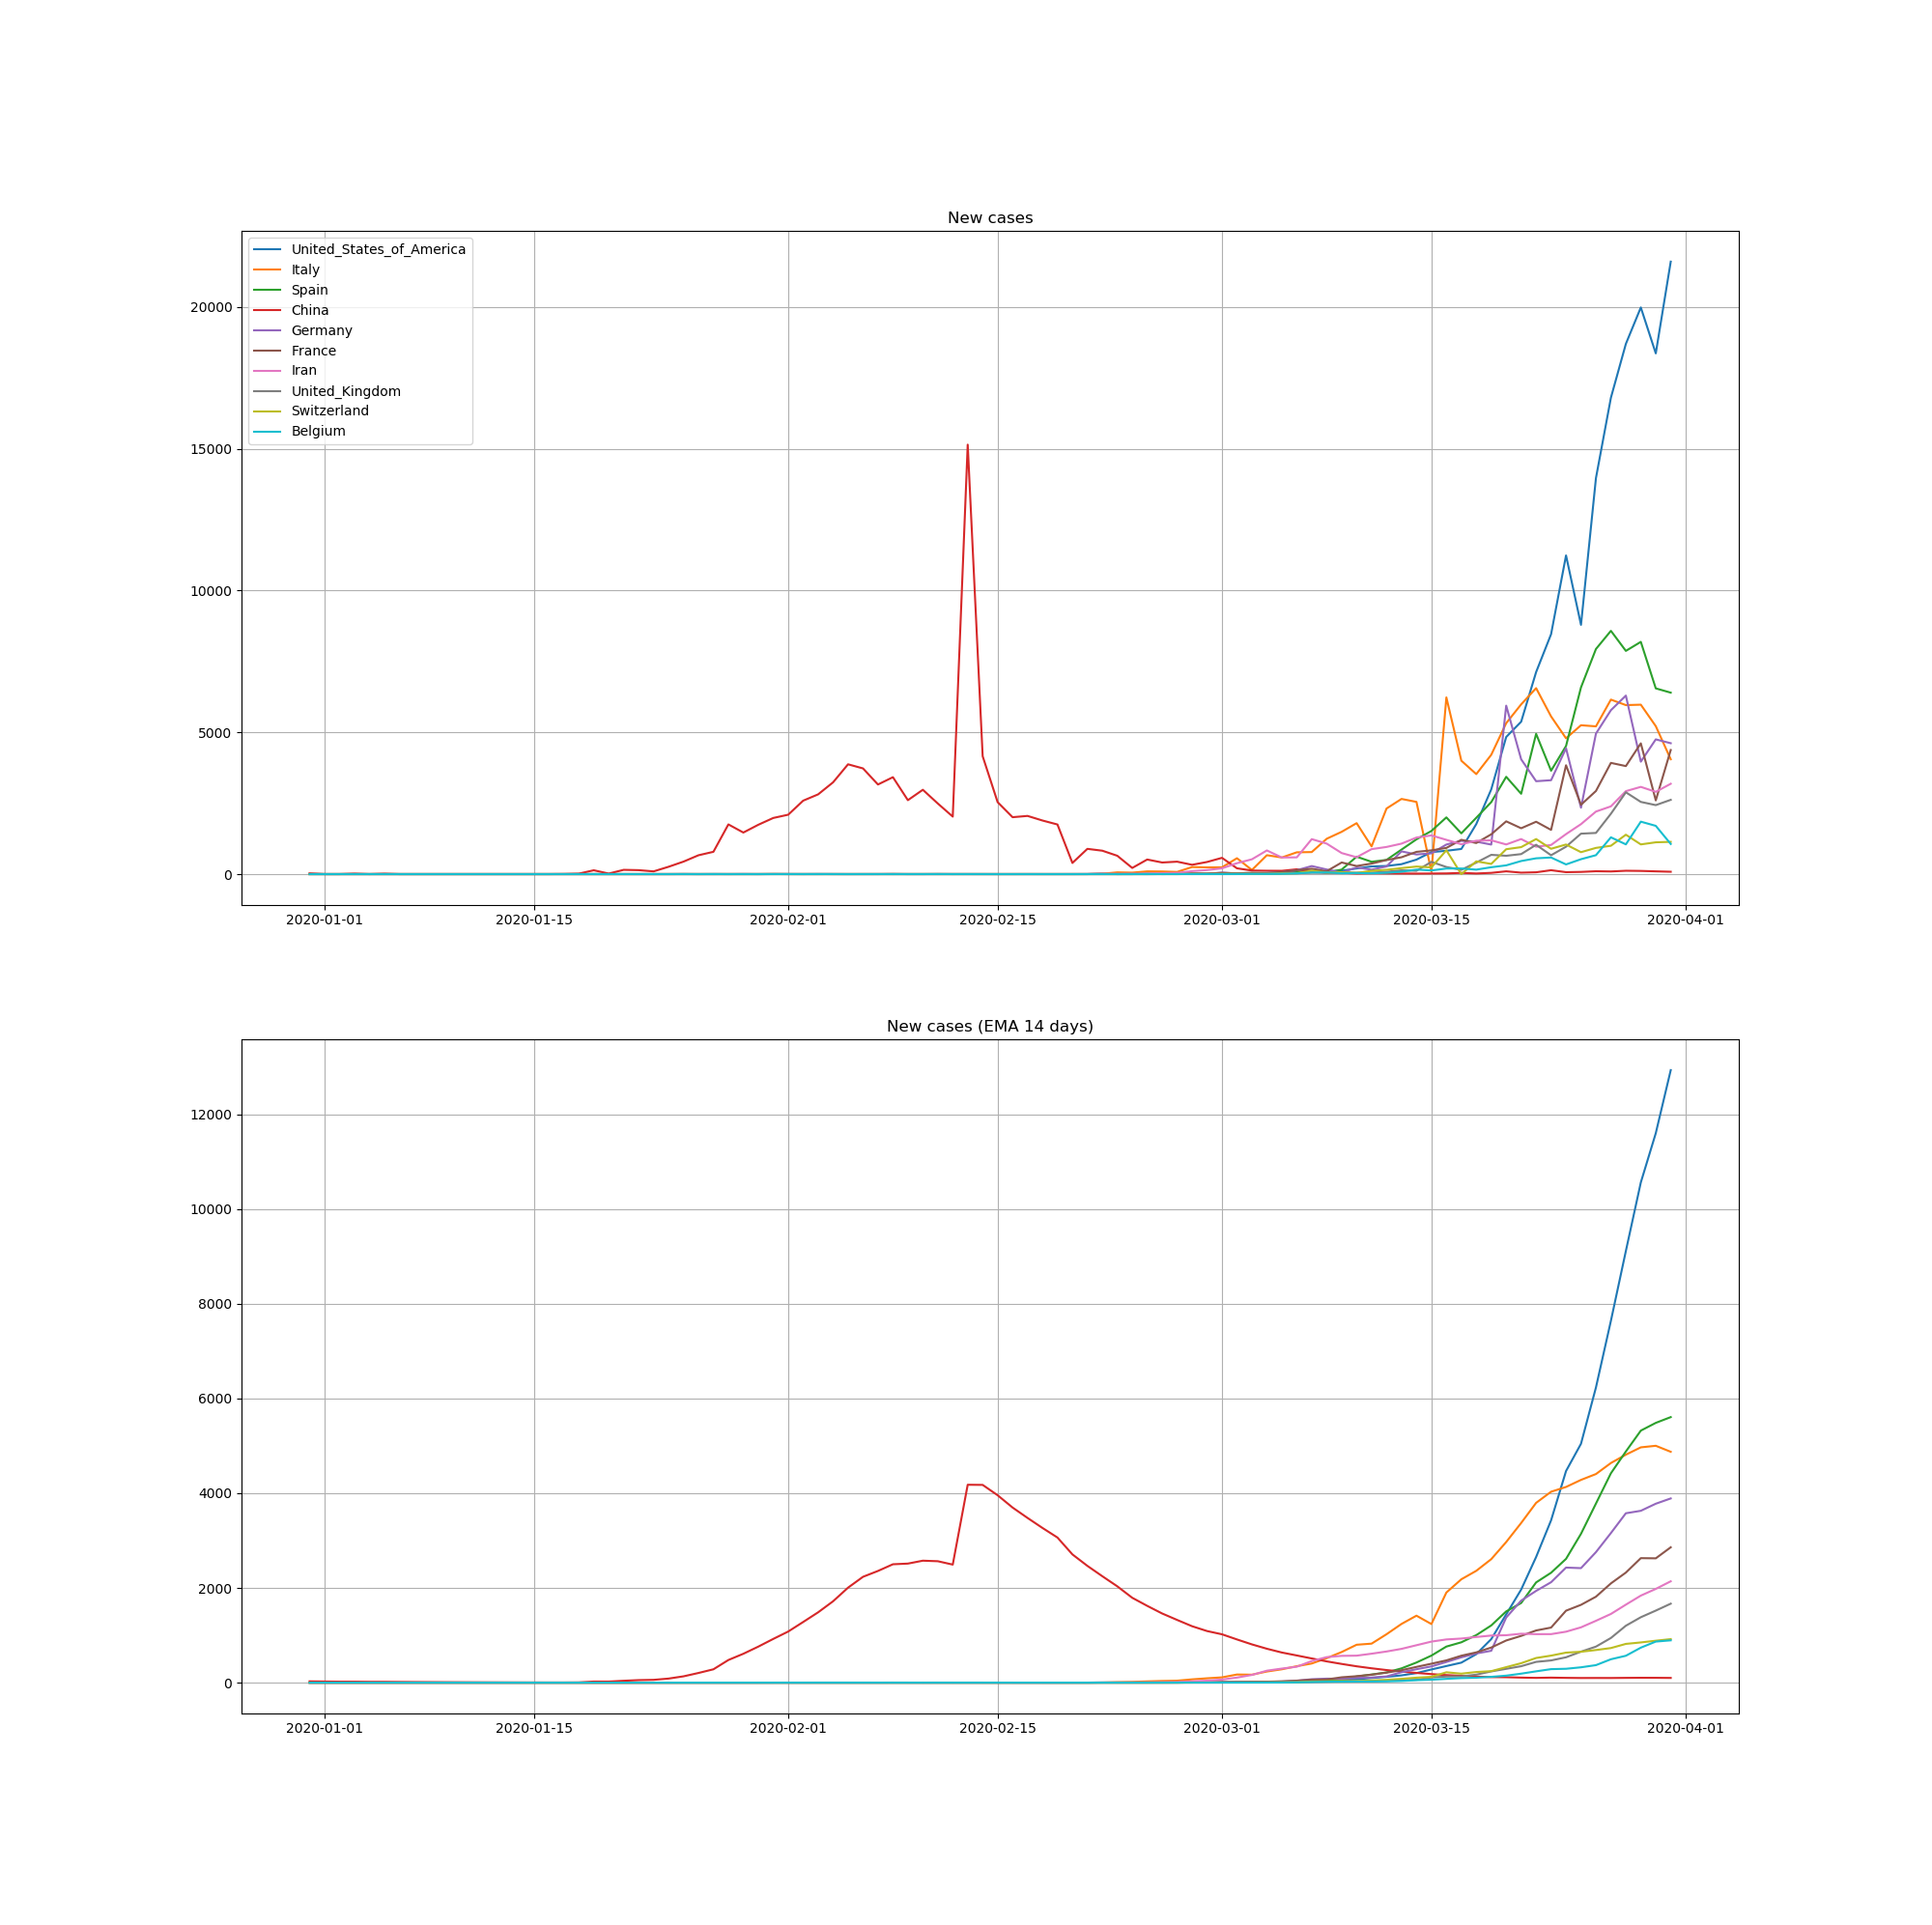 New cases
United_States_of_America
Italy
Spain
China
Germany
France
Iran
United_Kingdom
Switzerland
Belgium
20000
15000
10000
5000
0
2020-01-01 2020-01-15 2020-02-01 2020-02-15 2020-03-01 2020-03-15 2020-04-01
New cases (EMA 14 days)
12000
10000
8000
6000
4000
2000
0
2020-01-01 2020-01-15 2020-02-01 2020-02-15 2020-03-01 2020-03-15 2020-04-01